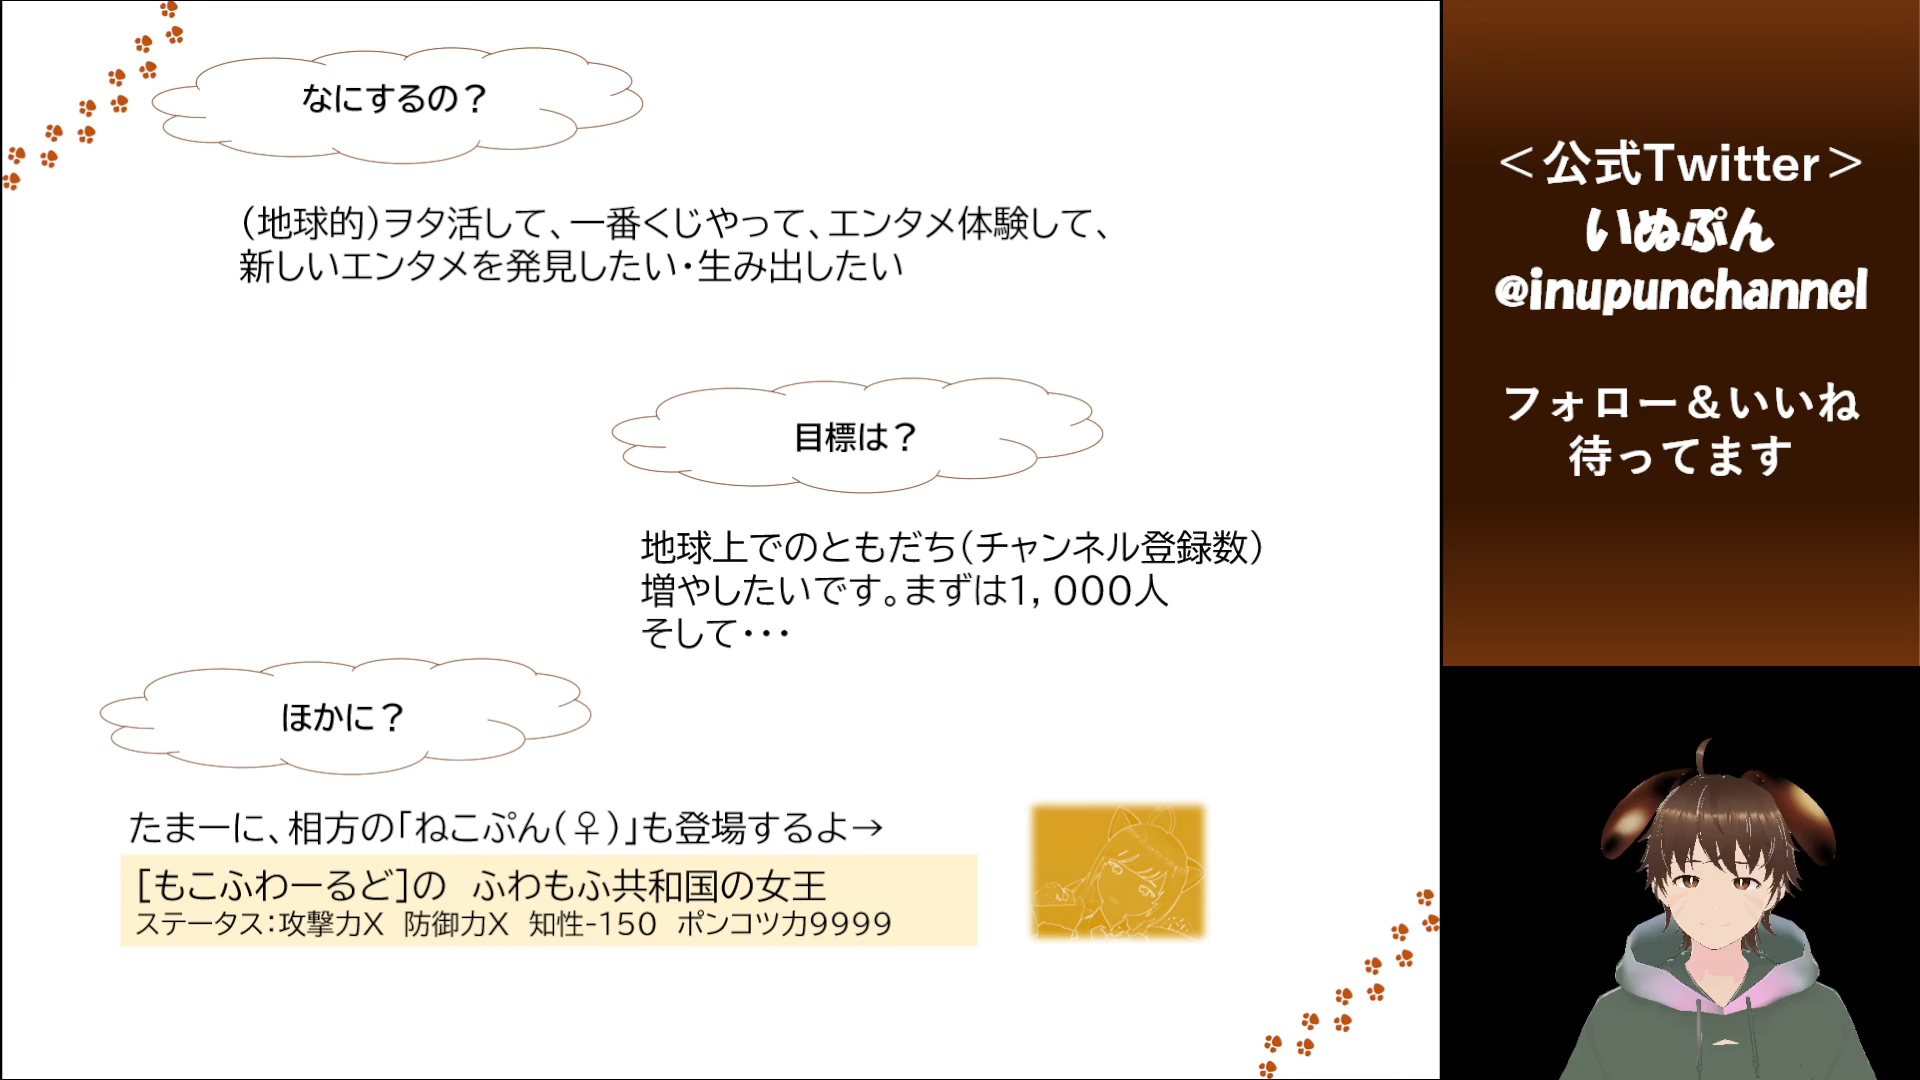 なにするの？
（地球的）ヲタ活して、一番くじやって、エンタメ体験して、
新しいエンタメを発見したい・生み出したい
目標は？
地球上でのともだち（チャンネル登録数）
増やしたいです。まずは１，０００人
そして・・・
ほかに？
たまーに、相方の「ねこぷん（♀）」も登場するよ→
［もこふわーるど］の　ふわもふ共和国の女王
ステータス：攻撃力X　防御力X　知性-150　ポンコツ力9999
＜公式Twitter＞
いぬぷん
@inupunchannel
フォロー＆いいね
待ってます